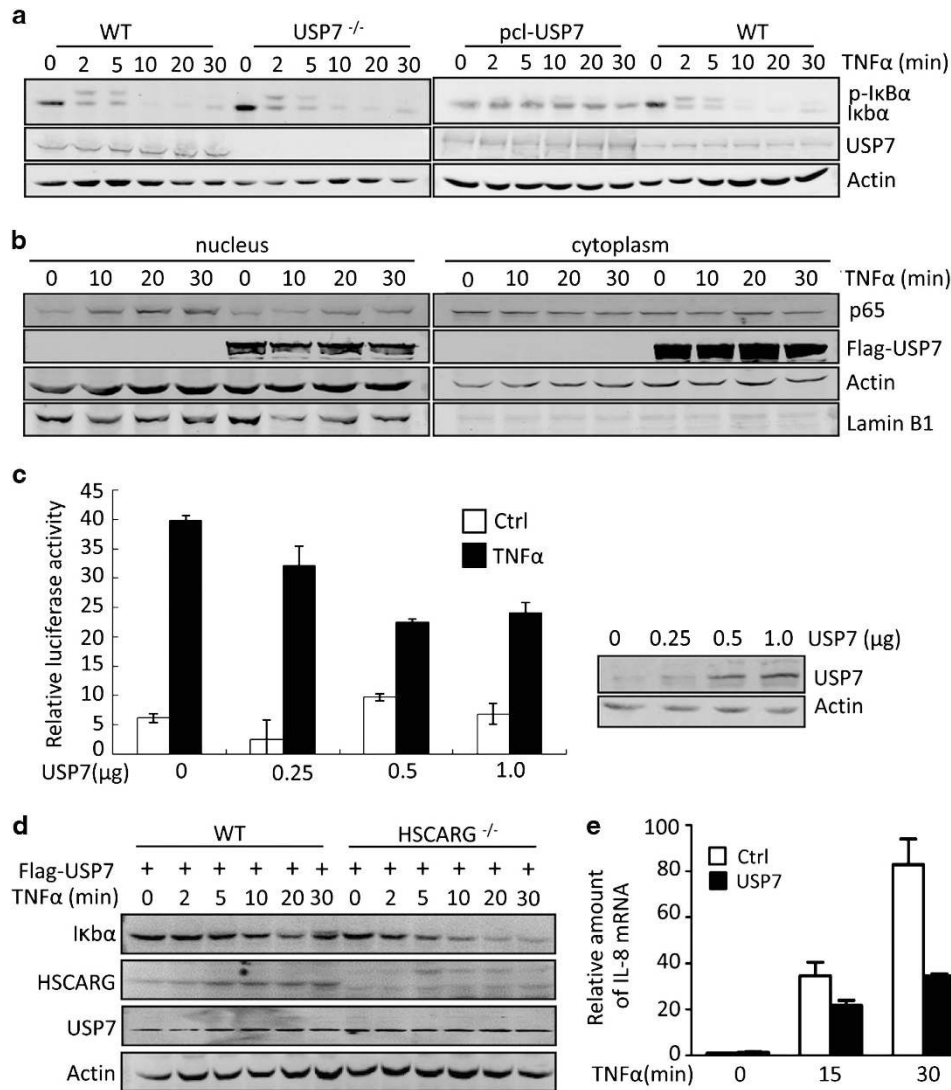 a
WT USP7 -/- pcl-USP7 WT
0 2 5 10 20 30 0 2 5 10 20 30 0 2 5 10 20 30 0 2 5 10 20 30 TNFα (min)
p-IκBα
Iκbα
USP7
Actin
b
nucleus cytoplasm
0 10 20 30 0 10 20 30 0 10 20 30 0 10 20 30 TNFα (min)
p65
Flag-USP7
Actin
Lamin B1
c
Relative luciferase activity
45
40
35
30
25
20
15
10
5
0
Ctrl
TNFα
USP7(μg) 0 0.25 0.5 1.0
0 0.25 0.5 1.0 USP7 (μg)
USP7
Actin
d
WT HSCARG -/-
Flag-USP7 + + + + + + + + + + + +
TNFα (min) 0 2 5 10 20 30 0 2 5 10 20 30
Iκbα
HSCARG
USP7
Actin
e
Relative amount
of IL-8 mRNA
100
80
60
40
20
0
Ctrl
USP7
TNFα(min) 0 15 30